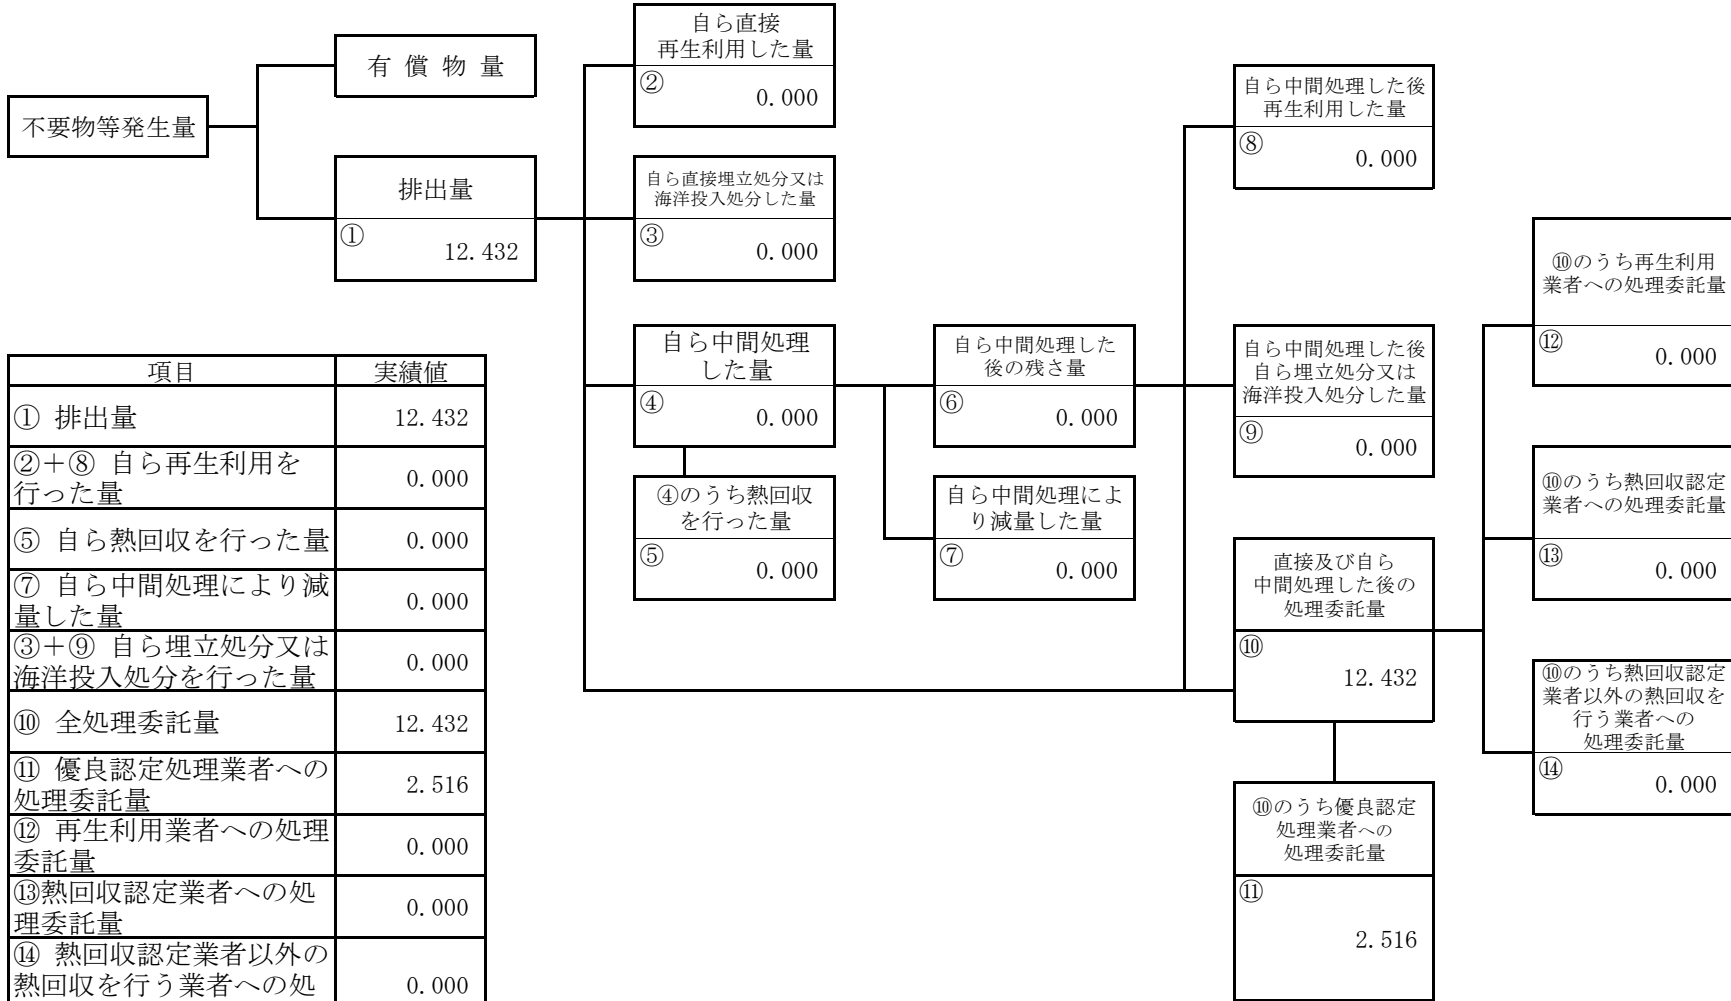 不要物等発生量
有 償 物 量
排出量
①
12.432
自ら直接
再生利用した量
②
0.000
自ら直接埋立処分又は
海洋投入処分した量
③
0.000
自ら中間処理
した量
④
0.000
④のうち熱回収
を行った量
⑤
0.000
自ら中間処理した
後の残さ量
⑥
0.000
自ら中間処理によ
り減量した量
⑦
0.000
自ら中間処理した後
再生利用した量
⑧
0.000
自ら中間処理した後
自ら埋立処分又は
海洋投入処分した量
⑨
0.000
直接及び自ら
中間処理した後の
処理委託量
⑩
12.432
⑩のうち優良認定
処理業者への
処理委託量
⑪
2.516
⑩のうち再生利用
業者への処理委託量
⑫
0.000
⑩のうち熱回収認定
業者への処理委託量
⑬
0.000
⑩のうち熱回収認定
業者以外の熱回収を
行う業者への
処理委託量
⑭
0.000
項目 実績値
① 排出量 12.432
②+⑧ 自ら再生利用を
行った量 0.000
⑤ 自ら熱回収を行った量 0.000
⑦ 自ら中間処理により減
量した量 0.000
③+⑨ 自ら埋立処分又は
海洋投入処分を行った量 0.000
⑩ 全処理委託量 12.432
⑪ 優良認定処理業者への
処理委託量 2.516
⑫ 再生利用業者への処理
委託量 0.000
⑬熱回収認定業者への処
理委託量 0.000
⑭ 熱回収認定業者以外の
熱回収を行う業者への処 0.000